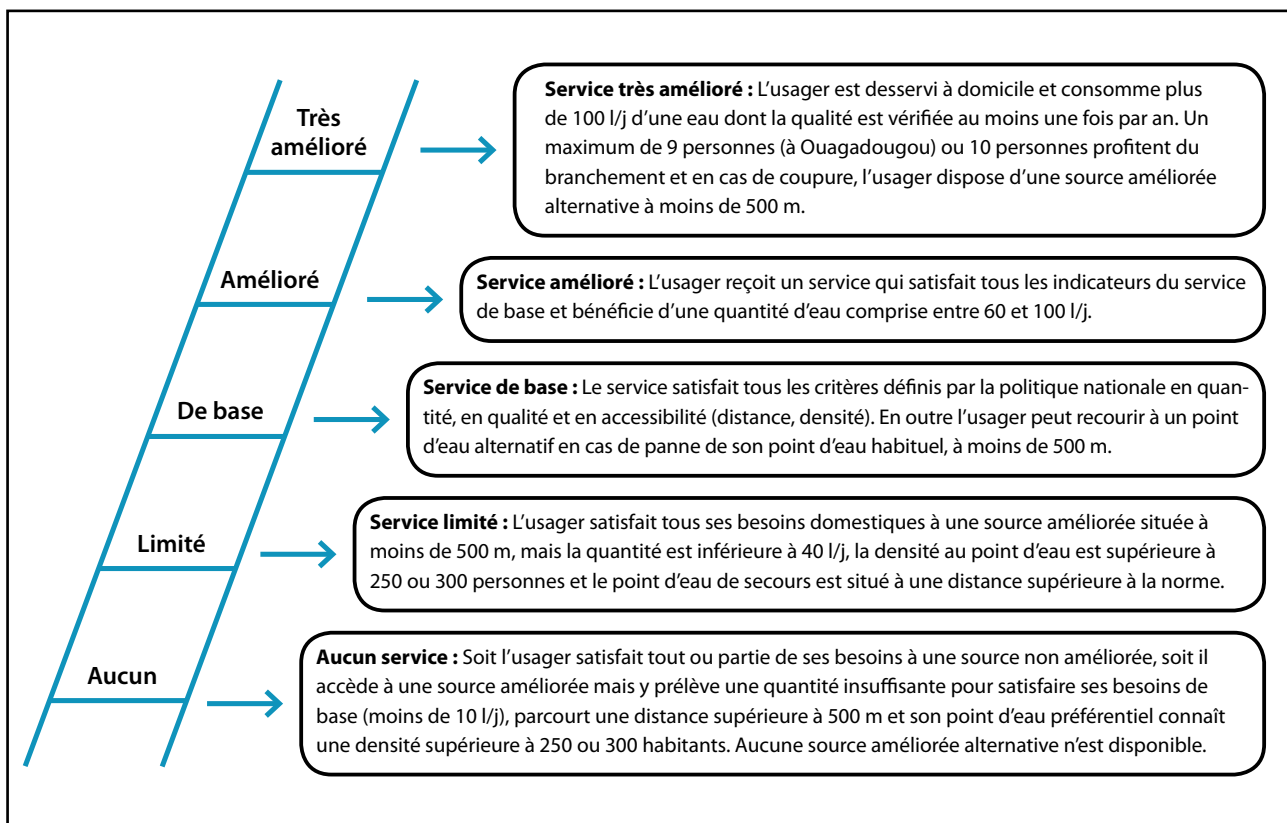 Très
amélioré
Service très amélioré : L’usager est desservi à domicile et consomme plus
de 100 l/j d’une eau dont la qualité est vérifiée au moins une fois par an. Un
maximum de 9 personnes (à Ouagadougou) ou 10 personnes profitent du
branchement et en cas de coupure, l’usager dispose d’une source améliorée
alternative à moins de 500 m.
Amélioré
Service amélioré : L’usager reçoit un service qui satisfait tous les indicateurs du service
de base et bénéficie d’une quantité d’eau comprise entre 60 et 100 l/j.
De base
Service de base : Le service satisfait tous les critères définis par la politique nationale en quan-
tité, en qualité et en accessibilité (distance, densité). En outre l’usager peut recourir à un point
d’eau alternatif en cas de panne de son point d’eau habituel, à moins de 500 m.
Limité
Service limité : L’usager satisfait tous ses besoins domestiques à une source améliorée située à
moins de 500 m, mais la quantité est inférieure à 40 l/j, la densité au point d’eau est supérieure à
250 ou 300 personnes et le point d’eau de secours est situé à une distance supérieure à la norme.
Aucun
Aucun service : Soit l’usager satisfait tout ou partie de ses besoins à une source non améliorée, soit il
accède à une source améliorée mais y prélève une quantité insuffisante pour satisfaire ses besoins de
base (moins de 10 l/j), parcourt une distance supérieure à 500 m et son point d’eau préférentiel connaît
une densité supérieure à 250 ou 300 habitants. Aucune source améliorée alternative n’est disponible.